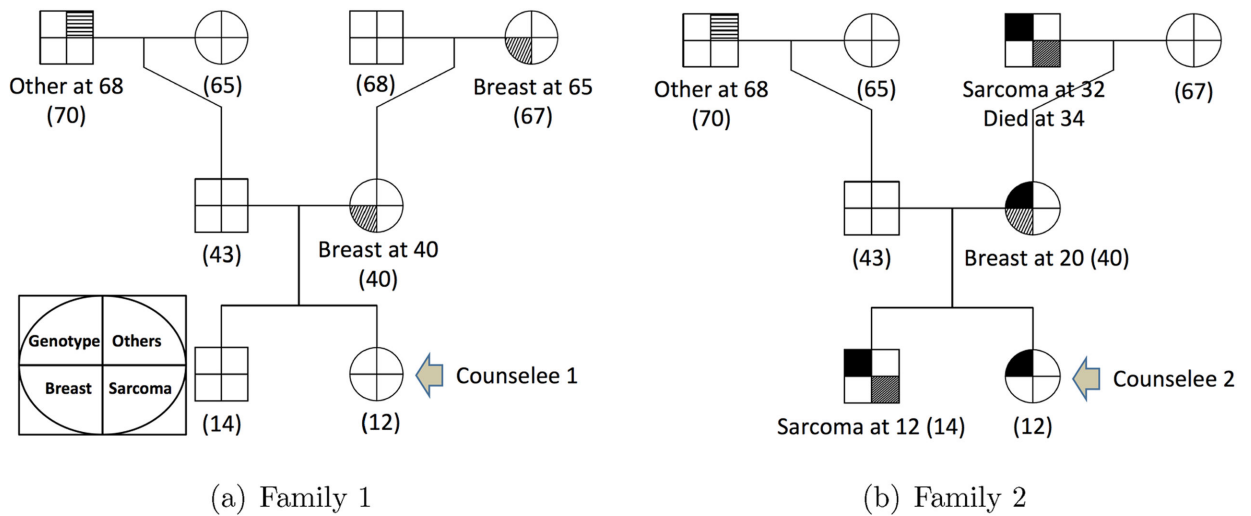 Other at 68
(70)
(65)
(68)
Breast at 65
(67)
(43)
Breast at 40
(40)
Genotype
Others
Breast
Sarcoma
(14)
(12)
Counselee 1
(a) Family 1
Other at 68
(70)
(65)
Sarcoma at 32
Died at 34
(67)
(43)
Breast at 20 (40)
Sarcoma at 12 (14)
(12)
Counselee 2
(b) Family 2